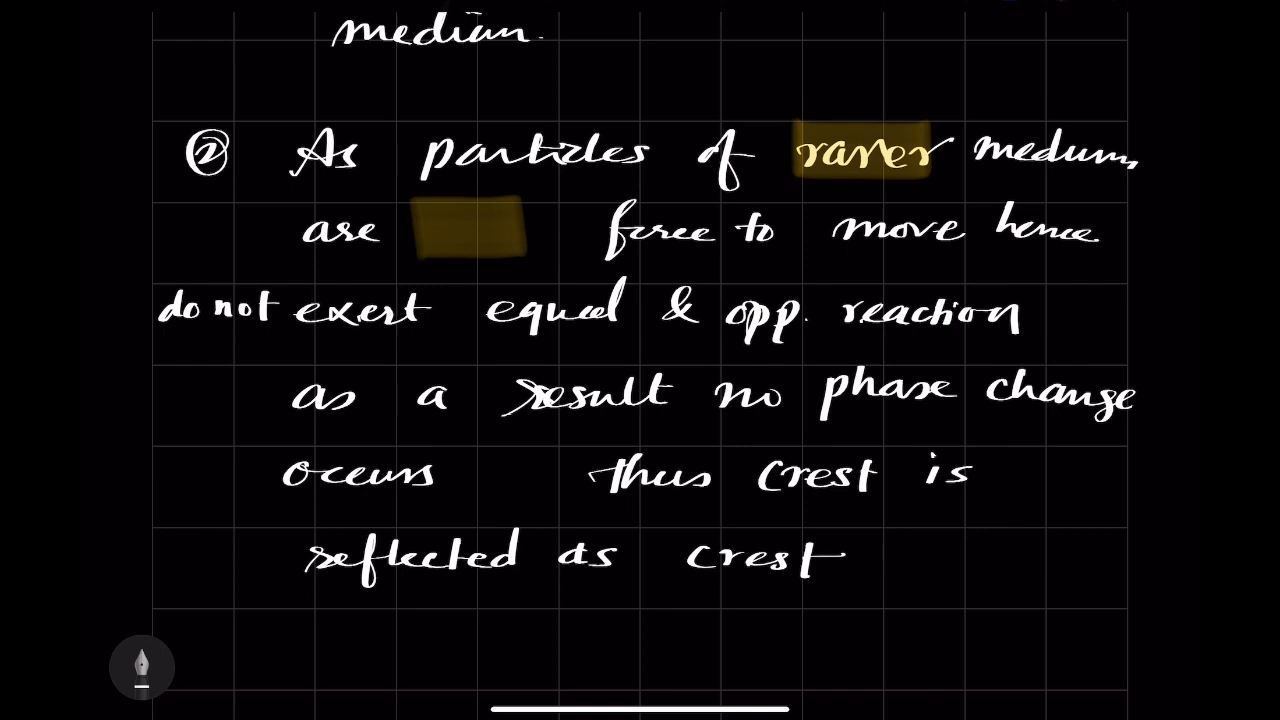 medium.
② As particles of rarer medium,
are free to move hence
do not exert equal & opp. reaction
as a result no phase change
occurs thus crest is
reflected as crest